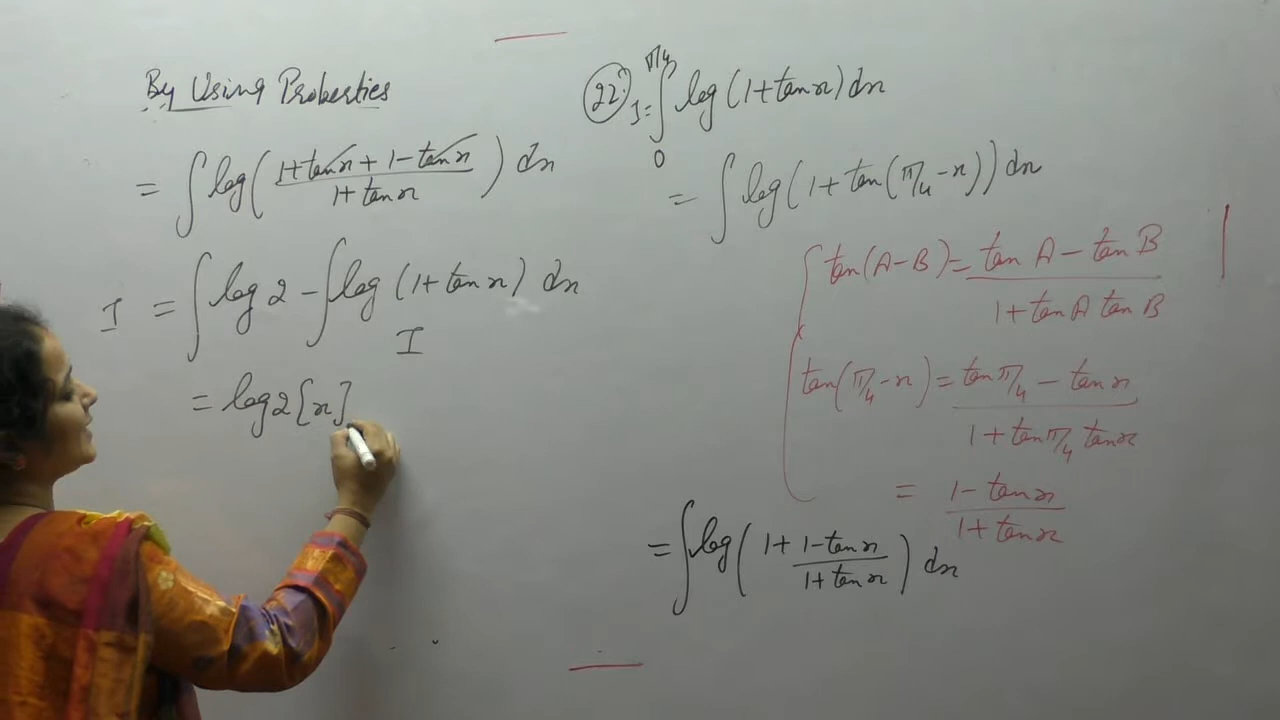 By Using Properties
= ∫ log( (1+tan x + 1 - tan x) / (1+tan x) ) dx
I = ∫ log 2 - ∫ log (1+tan x) dx
I
= log 2 [x]
22. I = ∫₀^{π/4} log (1+tan x) dx
= ∫ log (1+tan(π/4 - x)) dx
tan(A-B) = (tan A - tan B) / (1+tan A tan B)
tan(π/4 - x) = (tan π/4 - tan x) / (1+tan π/4 tan x)
= (1 - tan x) / (1+tan x)
= ∫ log ( 1 + (1-tan x) / (1+tan x) ) dx